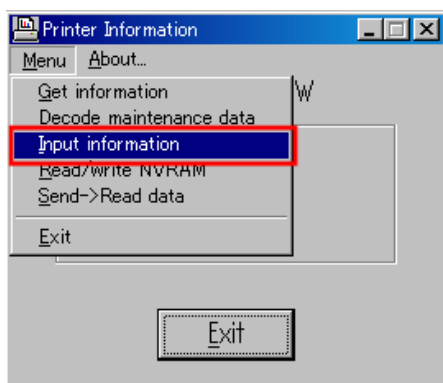 Printer Information
Menu About...
Get information
W
Decode maintenance data
Input information
Read/Write NVRAM
Send->Read data
Exit
Exit